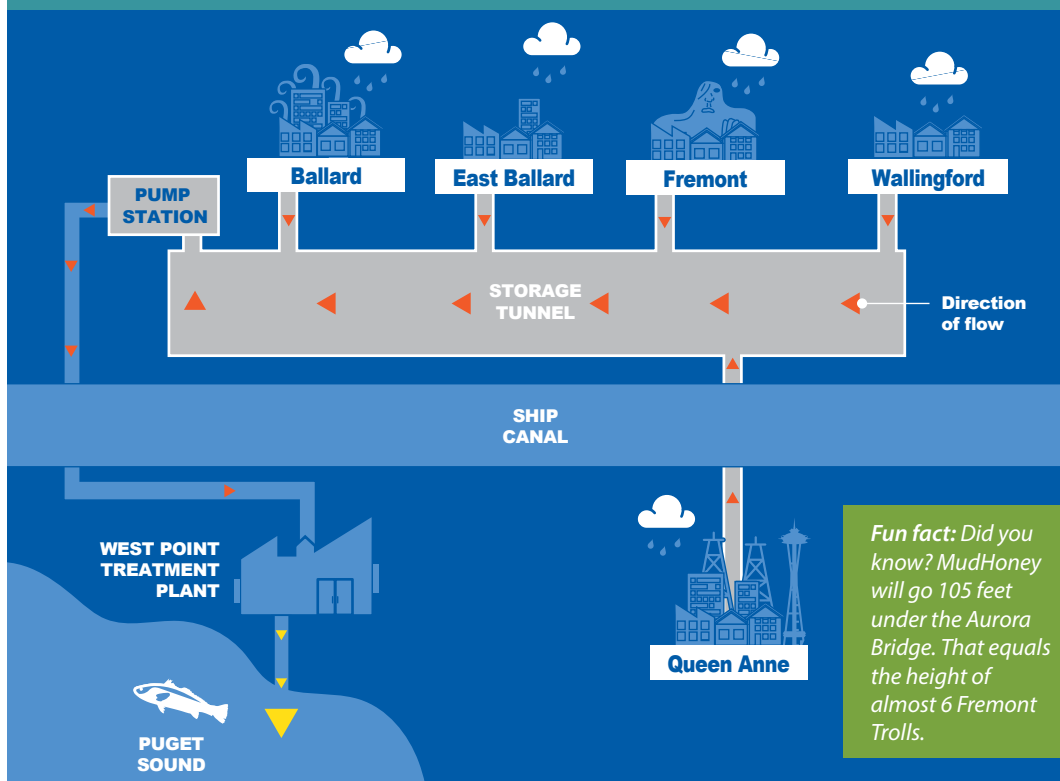 Ballard
East Ballard
Fremont
Wallingford
PUMP
STATION
STORAGE
TUNNEL
Direction
of flow
SHIP
CANAL
WEST POINT
TREATMENT
PLANT
Queen Anne
Fun fact: Did you
know? MudHoney
will go 105 feet
under the Aurora
Bridge. That equals
the height of
almost 6 Fremont
Trolls.
PUGET
SOUND